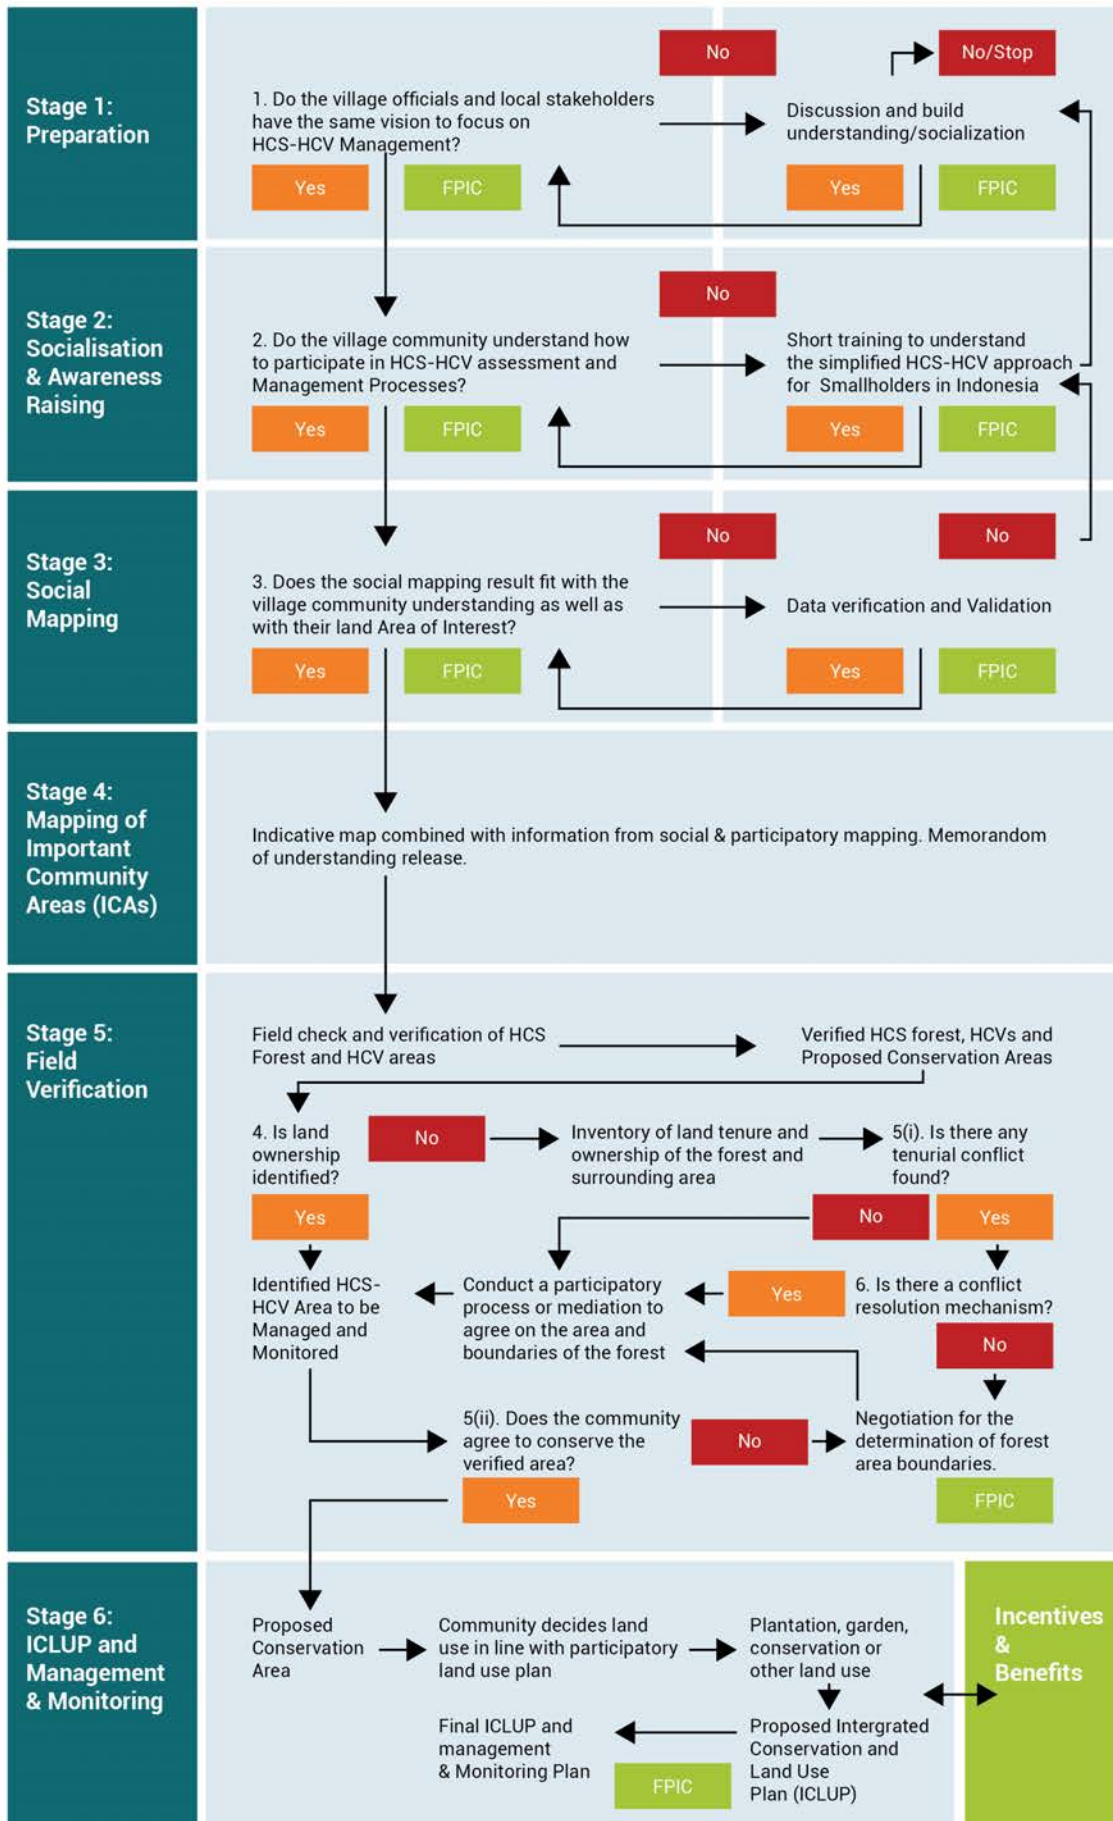 Stage 1:
Preparation
No
No/Stop
1. Do the village officials and local stakeholders
have the same vision to focus on
HCS-HCV Management?
Discussion and build
understanding/socialization
Yes
FPIC
Yes
FPIC
Stage 2:
Socialisation
& Awareness
Raising
No
2. Do the village community understand how
to participate in HCS-HCV assessment and
Management Processes?
Short training to understand
the simplified HCS-HCV approach
for Smallholders in Indonesia
Yes
FPIC
Yes
FPIC
Stage 3:
Social
Mapping
No
No
3. Does the social mapping result fit with the
village community understanding as well as
with their land Area of Interest?
Data verification and Validation
Yes
FPIC
Yes
FPIC
Stage 4:
Mapping of
Important
Community
Areas (ICAs)
Indicative map combined with information from social & participatory mapping. Memorandom
of understanding release.
Stage 5:
Field
Verification
Field check and verification of HCS
Forest and HCV areas
Verified HCS forest, HCVs and
Proposed Conservation Areas
4. Is land
ownership
identified?
No
Inventory of land tenure and
ownership of the forest and
surrounding area
5(i). Is there any
tenurial conflict
found?
Yes
No
Yes
Identified HCS-
HCV Area to be
Managed and
Monitored
Conduct a participatory
process or mediation to
agree on the area and
boundaries of the forest
Yes
6. Is there a conflict
resolution mechanism?
No
5(ii). Does the community
agree to conserve the
verified area?
No
Negotiation for the
determination of forest
area boundaries.
Yes
FPIC
Stage 6:
ICLUP and
Management
& Monitoring
Proposed
Conservation
Area
Community decides land
use in line with participatory
land use plan
Plantation, garden,
conservation or
other land use
Incentives
&
Benefits
Final ICLUP and
management
& Monitoring Plan
FPIC
Proposed Intergrated
Conservation and
Land Use
Plan (ICLUP)